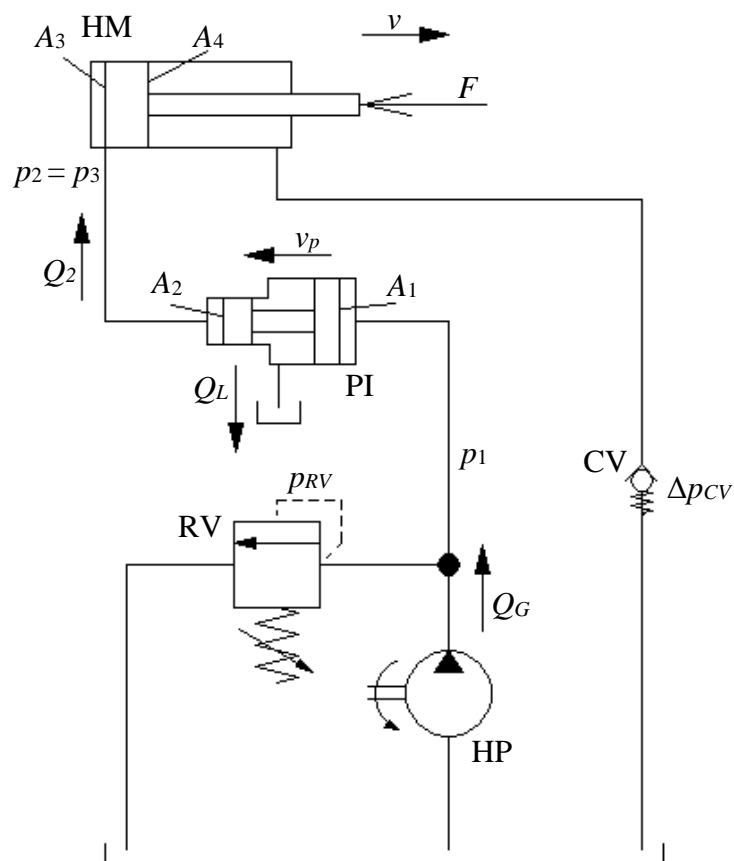 HM
v
A3
A4
F
p2 = p3
vp
Q2
A2
A1
QL
PI
p1
CV
pRV
ΔpCV
RV
QG
HP